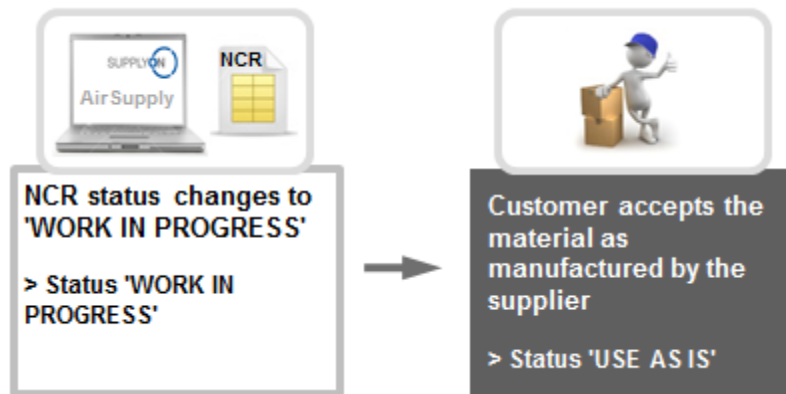 SUPPLYON
AirSupply
NCR
NCR status changes to
'WORK IN PROGRESS'
> Status 'WORK IN
PROGRESS'
Customer accepts the
material as
manufactured by the
supplier
> Status 'USE AS IS'